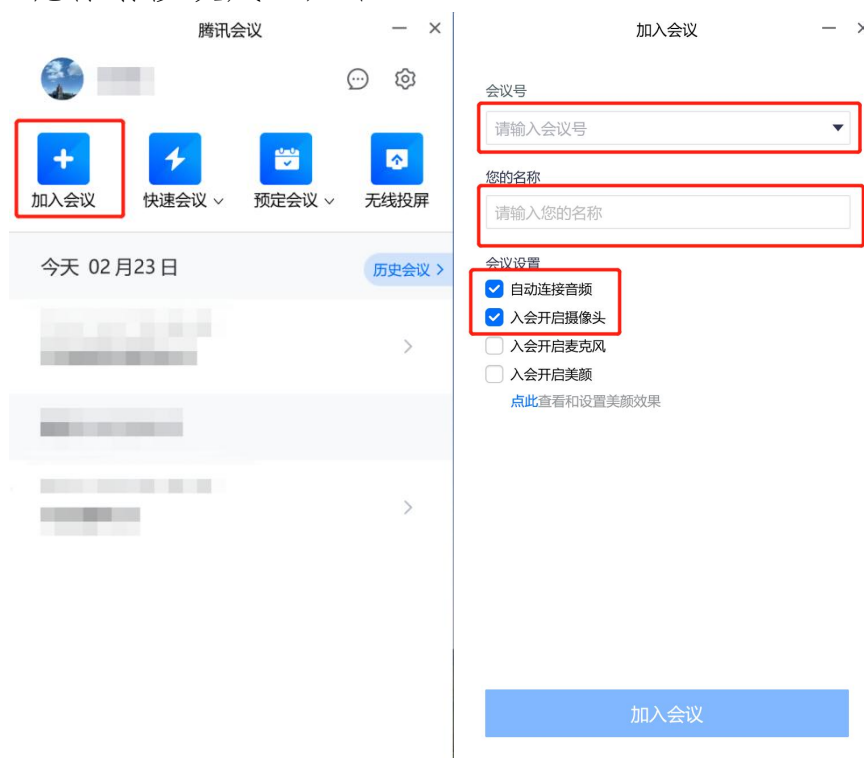 腾讯会议
加入会议
快速会议
预定会议
无线投屏
今天 02月23日
历史会议 >
加入会议
会议号
请输入会议号
您的名称
请输入您的名称
会议设置
自动连接音频
入会开启摄像头
入会开启麦克风
入会开启美颜
点此查看和设置美颜效果
加入会议